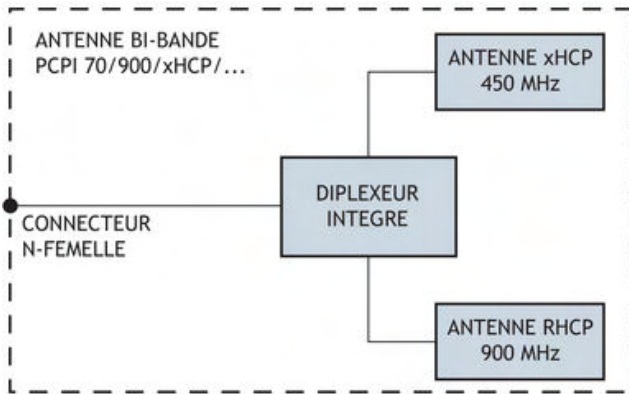 ANTENNE BI-BANDE
PCPI 70/900/xHCP/...
ANTENNE xHCP
450 MHz
DIPLEXEUR
INTEGRE
CONNECTEUR
N-FEMELLE
ANTENNE RHCP
900 MHz